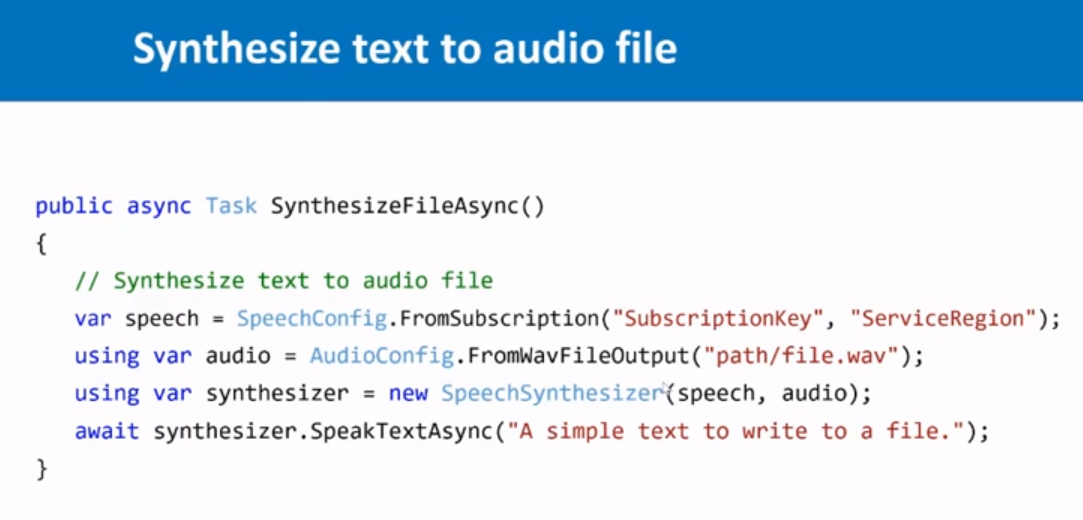 Synthesize text to audio file
public async Task SynthesizeFileAsync()
{
// Synthesize text to audio file
var speech = SpeechConfig.FromSubscription("SubscriptionKey", "ServiceRegion");
using var audio = AudioConfig.FromWavFileOutput("path/file.wav");
using var synthesizer = new SpeechSynthesizer(speech, audio);
await synthesizer.SpeakTextAsync("A simple text to write to a file.");
}